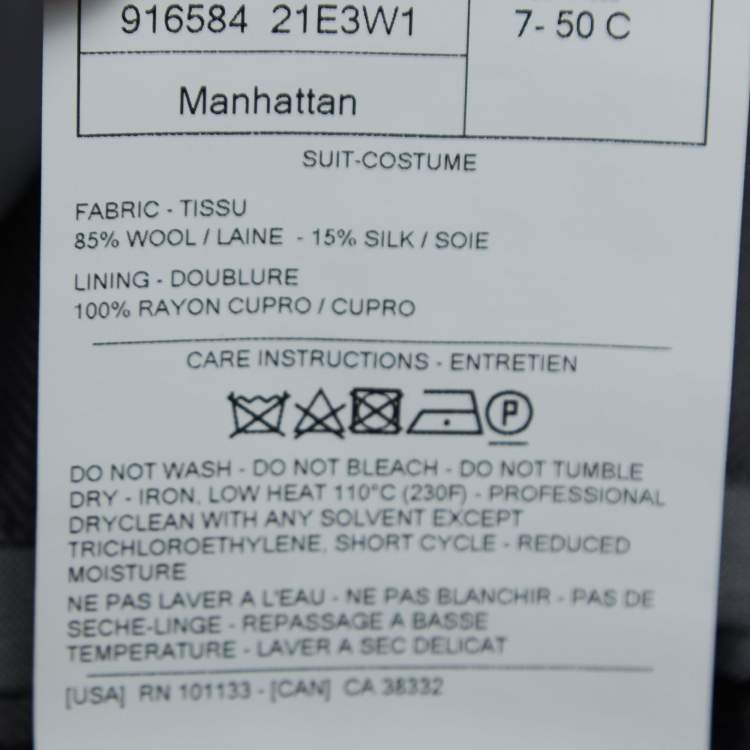 916584 21E3W1
7- 50 C
Manhattan
SUIT-COSTUME
FABRIC - TISSU
85% WOOL / LAINE - 15% SILK / SOIE
LINING - DOUBLURE
100% RAYON CUPRO / CUPRO
CARE INSTRUCTIONS - ENTRETIEN
P
DO NOT WASH - DO NOT BLEACH - DO NOT TUMBLE
DRY - IRON, LOW HEAT 110°C (230F) - PROFESSIONAL
DRYCLEAN WITH ANY SOLVENT EXCEPT
TRICHLOROETHYLENE, SHORT CYCLE - REDUCED
MOISTURE
NE PAS LAVER A L'EAU - NE PAS BLANCHIR - PAS DE
SECHE-LINGE - REPASSAGE A BASSE
TEMPERATURE - LAVER A SEC DELICAT
[USA] RN 101133 - [CAN] CA 38332